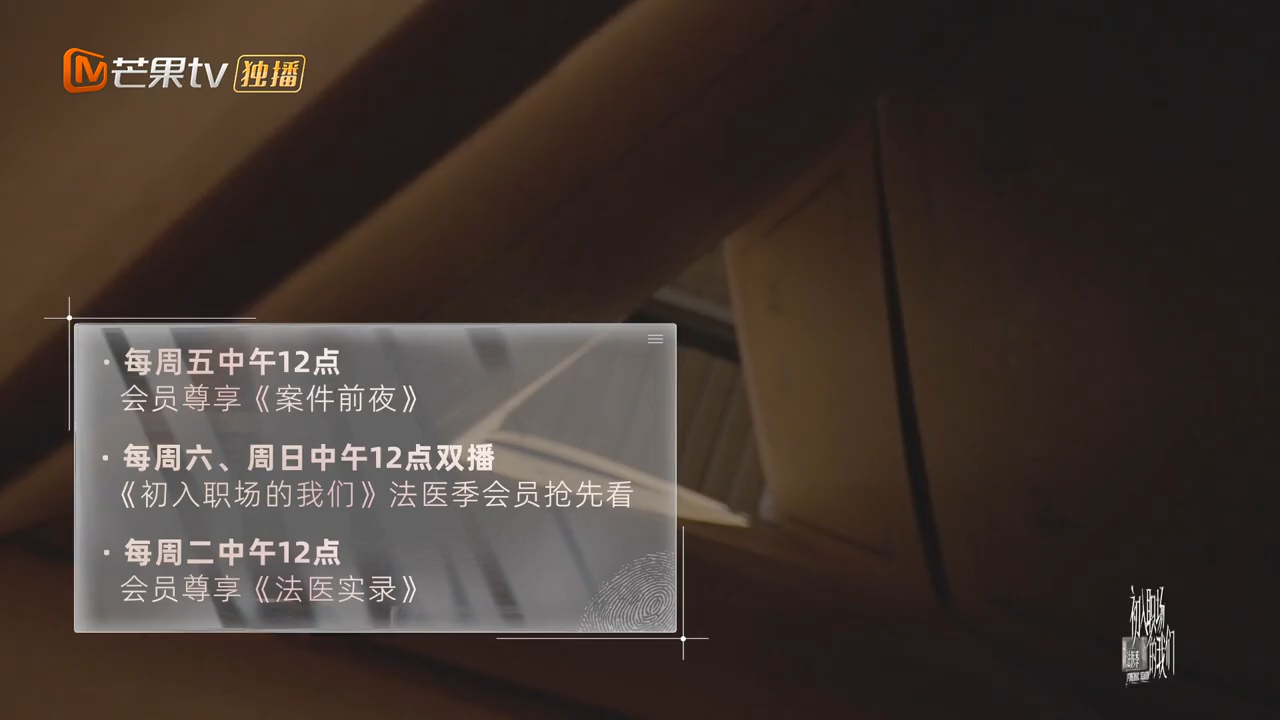 芒果tv 独播
· 每周五中午12点
会员尊享《案件前夜》
· 每周六、周日中午12点双播
《初入职场的我们》法医季会员抢先看
· 每周二中午12点
会员尊享《法医实录》
初入职场
的我们
法医季